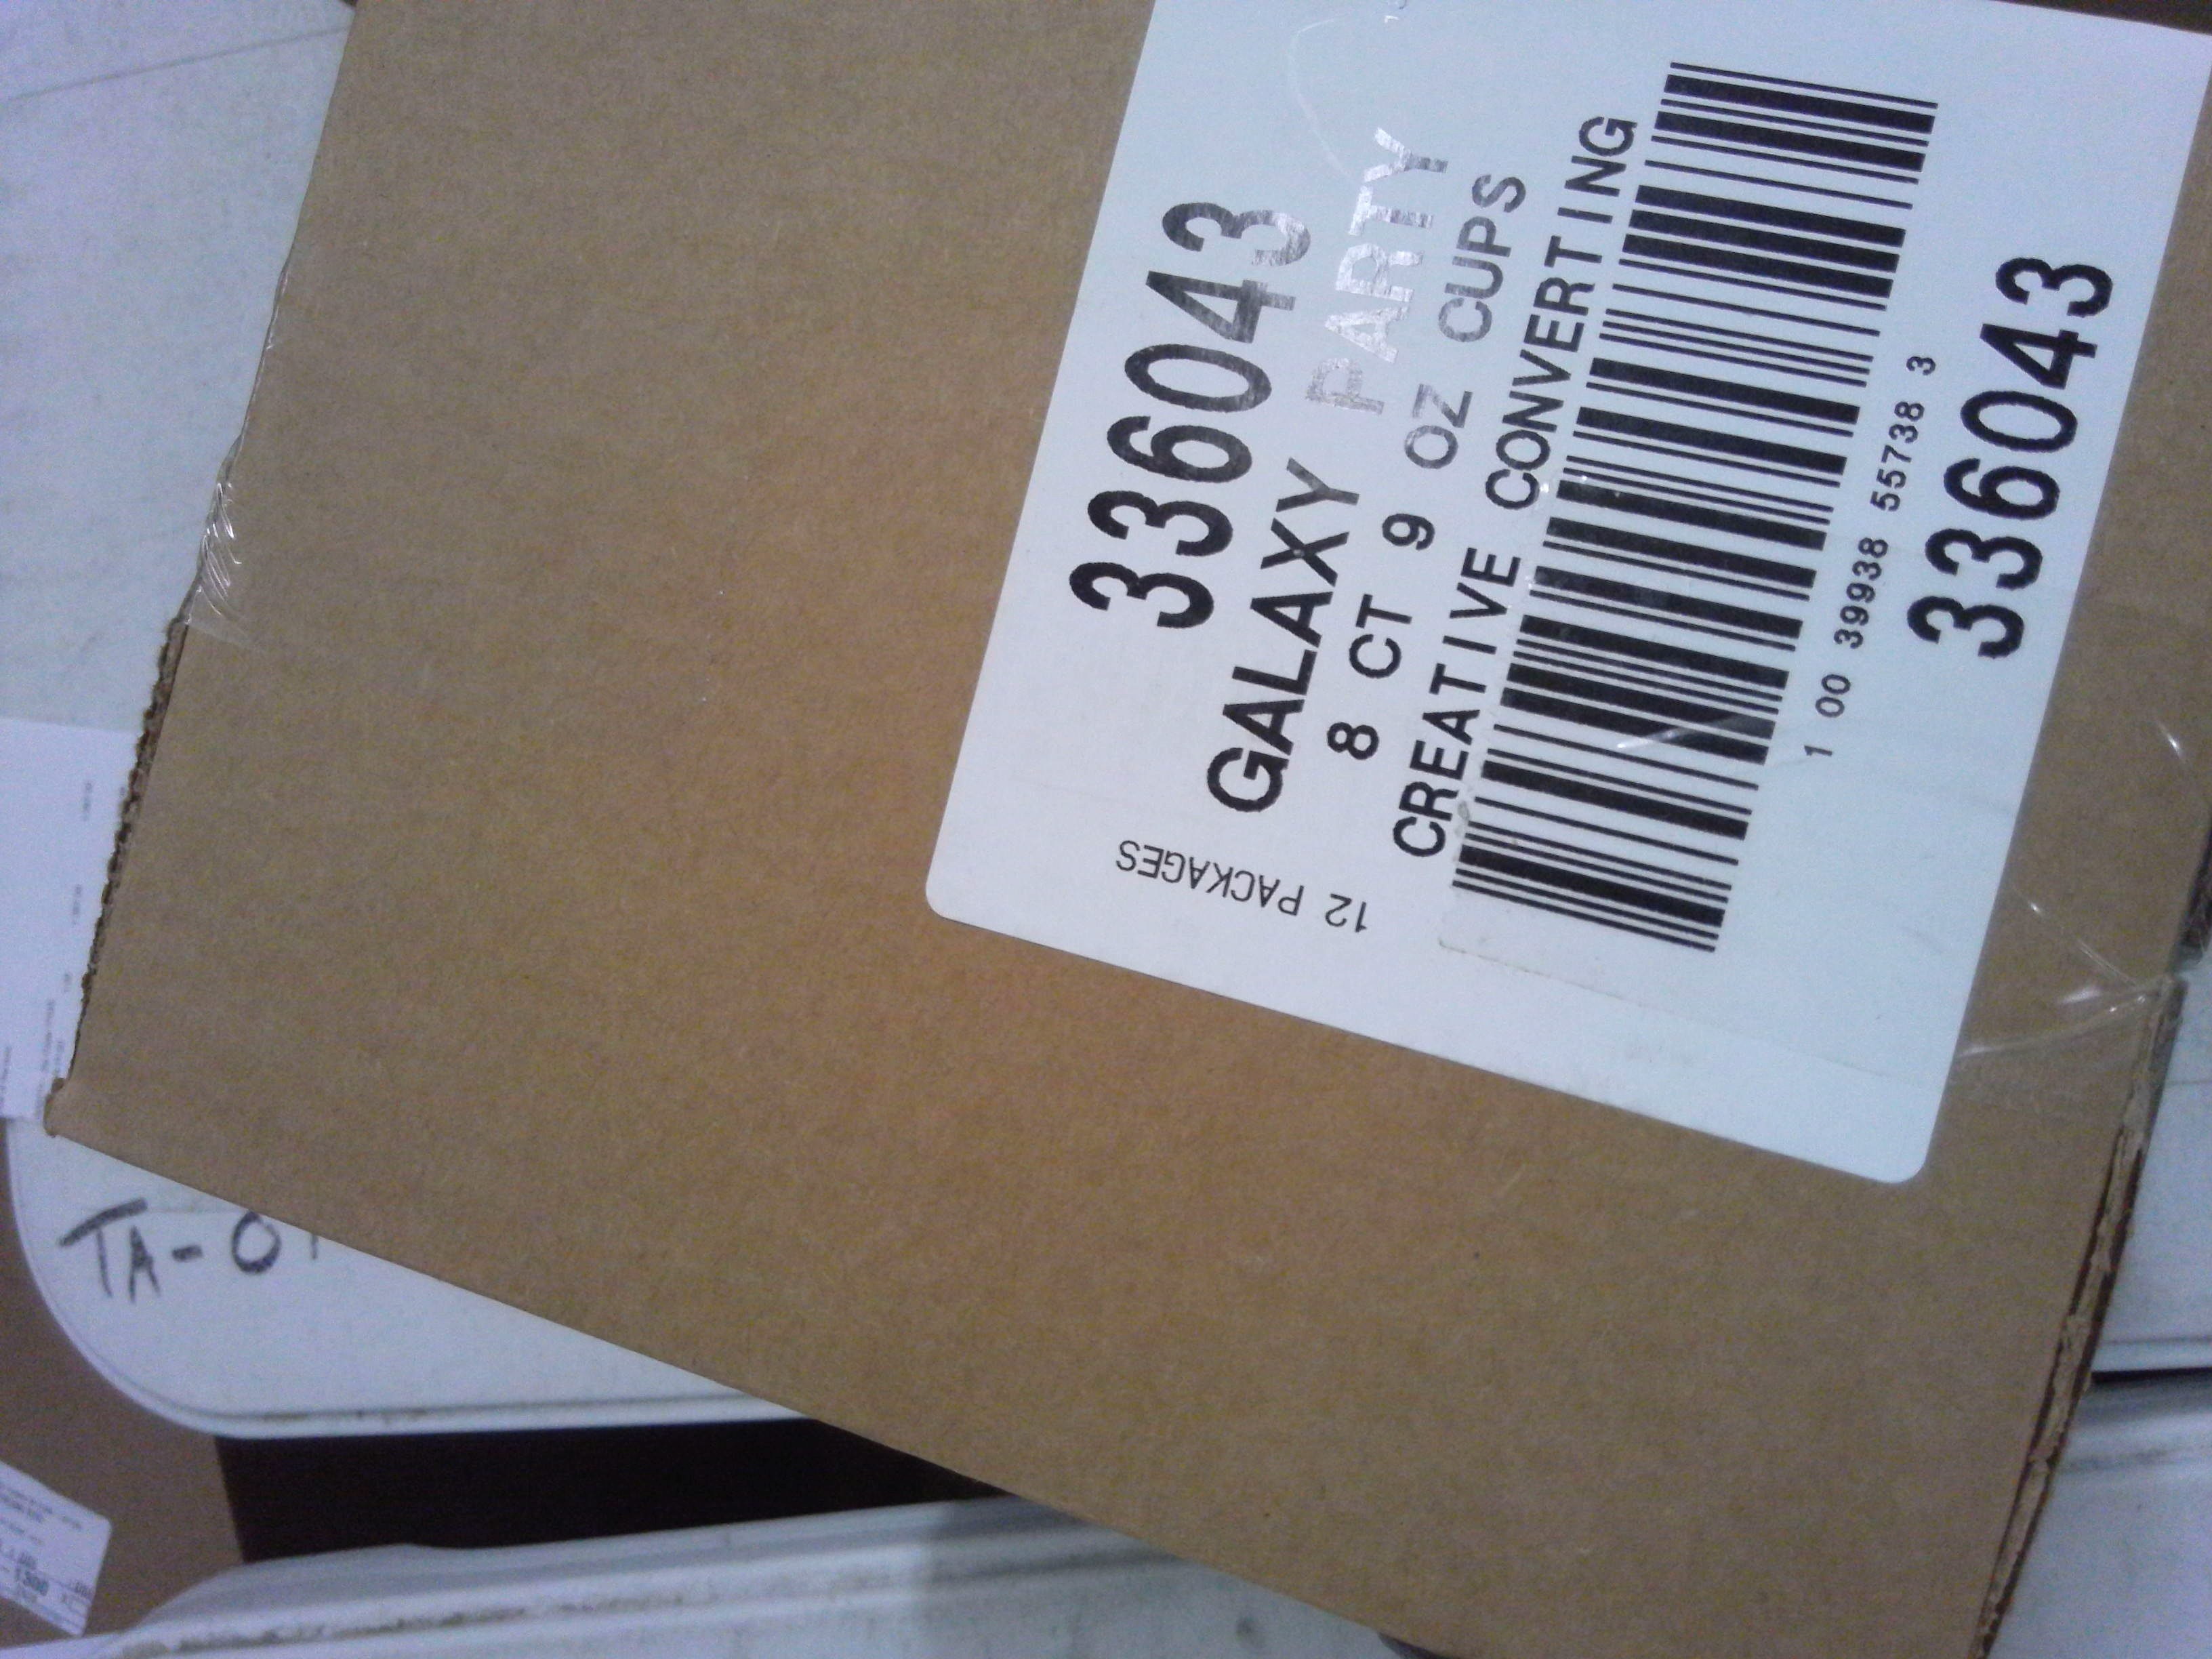 336043
GALAXY PARTY
8 CT 9 OZ CUPS
CREATIVE CONVERTING
1 00 39938 55738 3
336043
12 PACKAGES
TA-0